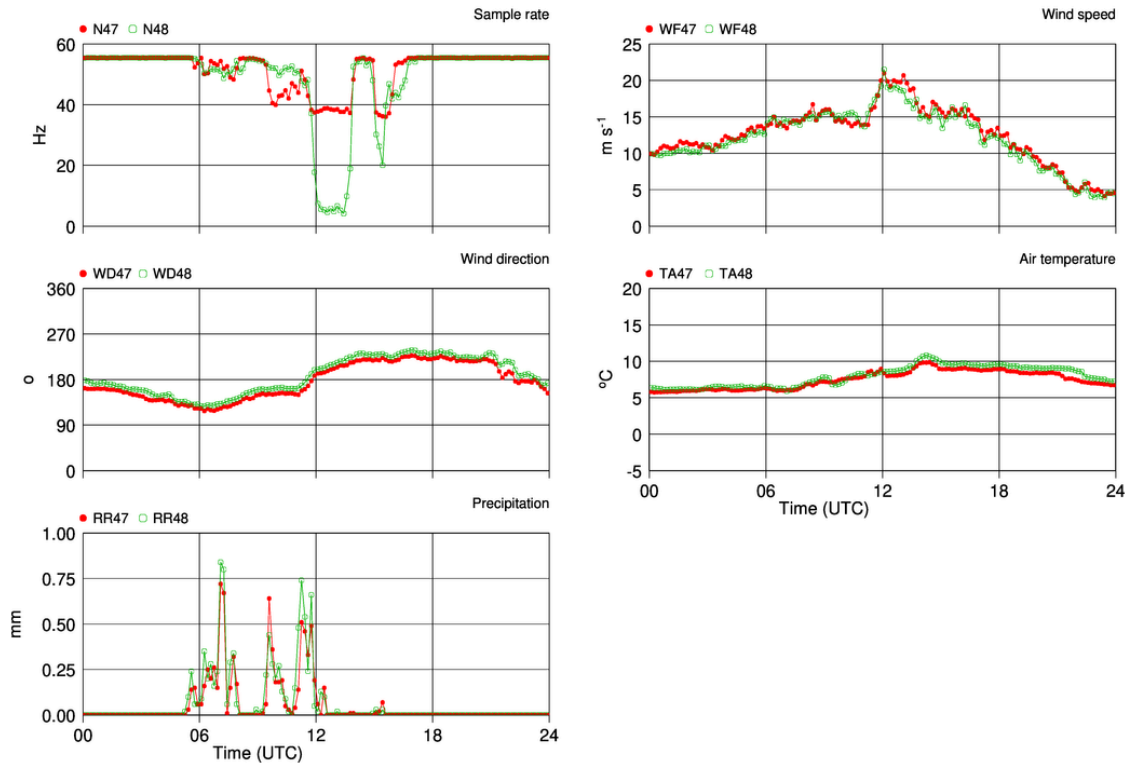 Sample rate
N47 N48
60
40
20
0
Hz
Wind speed
WF47 WF48
25
20
15
10
5
0
m s-1
Wind direction
WD47 WD48
360
270
180
90
0
o
Air temperature
TA47 TA48
20
15
10
5
0
-5
oC
00 06 12 18 24
Time (UTC)
Precipitation
RR47 RR48
1.00
0.75
0.50
0.25
0.00
mm
00 06 12 18 24
Time (UTC)